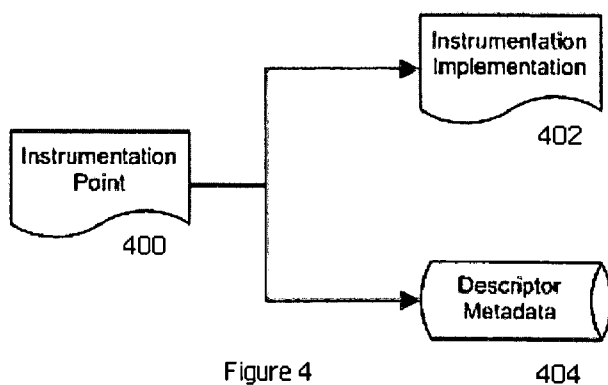 Instrumentation
Implementation
402
Instrumentation
Point
400
Descriptor
Metadata
404
Figure 4